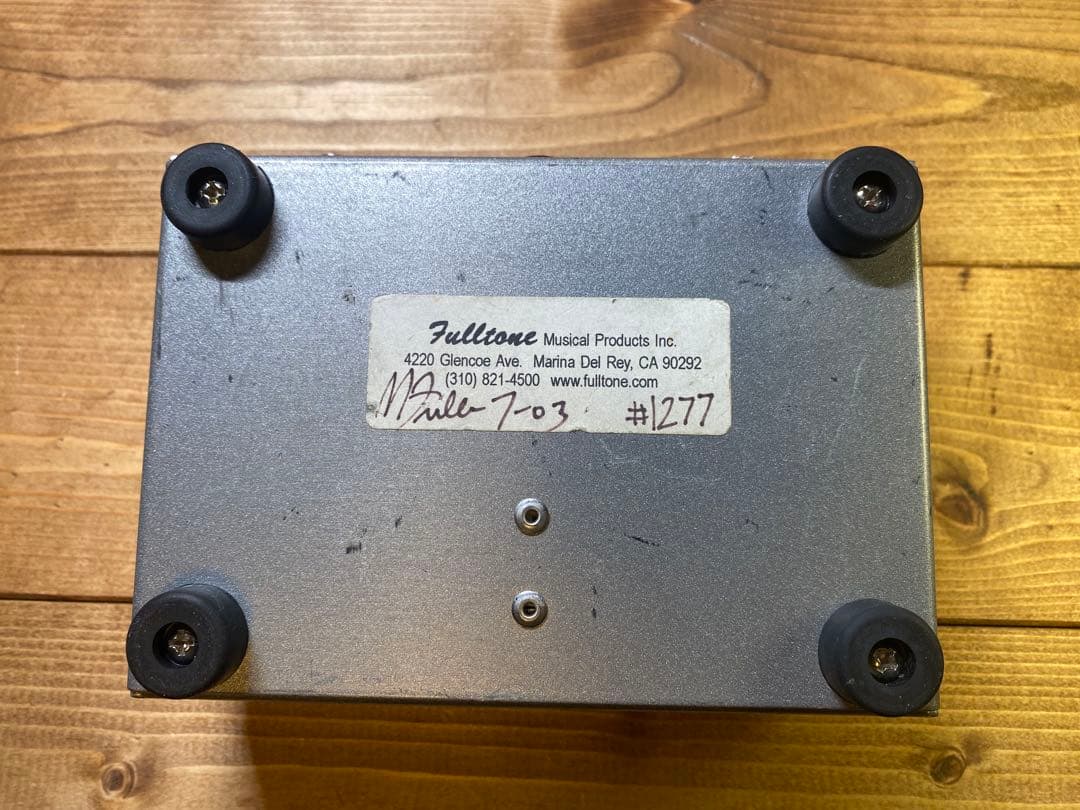 Fulltone Musical Products Inc.
4220 Glencoe Ave. Marina Del Rey, CA 90292
(310) 821-4500 www.fulltone.com
M Fuller 7-03 #1277